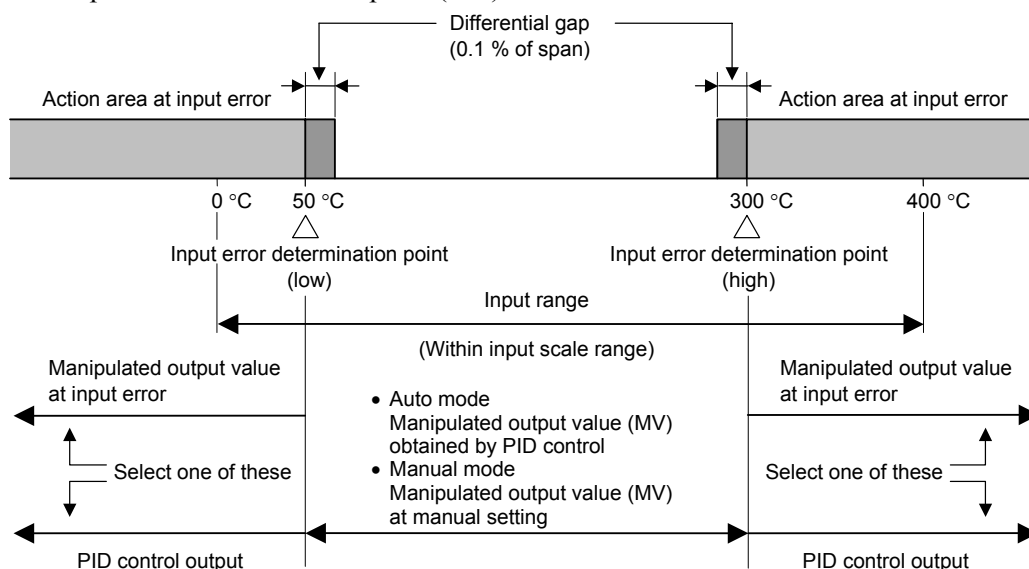 Differential gap
(0.1 % of span)
Action area at input error
Action area at input error
0 °C
50 °C
300 °C
400 °C
Input error determination point
(low)
Input error determination point
(high)
Input range
(Within input scale range)
Manipulated output value
at input error
Manipulated output value
at input error
• Auto mode
Manipulated output value (MV)
obtained by PID control
• Manual mode
Manipulated output value (MV)
at manual setting
Select one of these
Select one of these
PID control output
PID control output